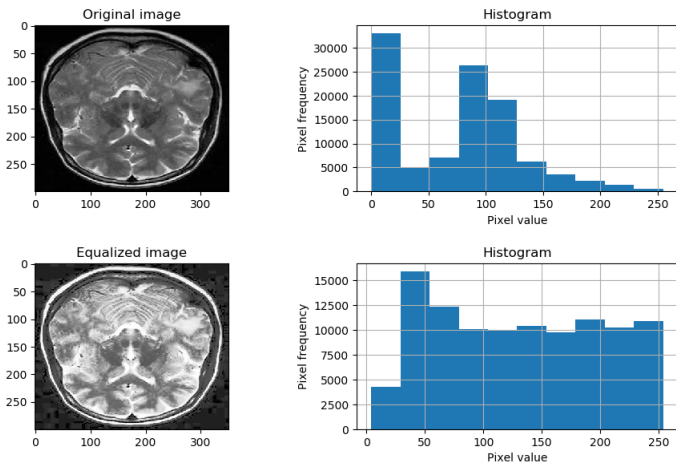 Original image
0
50
100
150
200
250
0 100 200 300
Histogram
Pixel frequency
30000
25000
20000
15000
10000
5000
0
0 50 100 150 200 250
Pixel value
Equalized image
0
50
100
150
200
250
0 100 200 300
Histogram
Pixel frequency
15000
12500
10000
7500
5000
2500
0
0 50 100 150 200 250
Pixel value